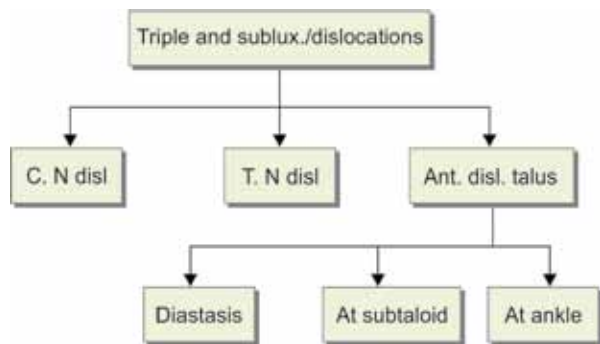 Triple and sublux./dislocations
C. N disl
T. N disl
Ant. disl. talus
Diastasis
At subtaloid
At ankle